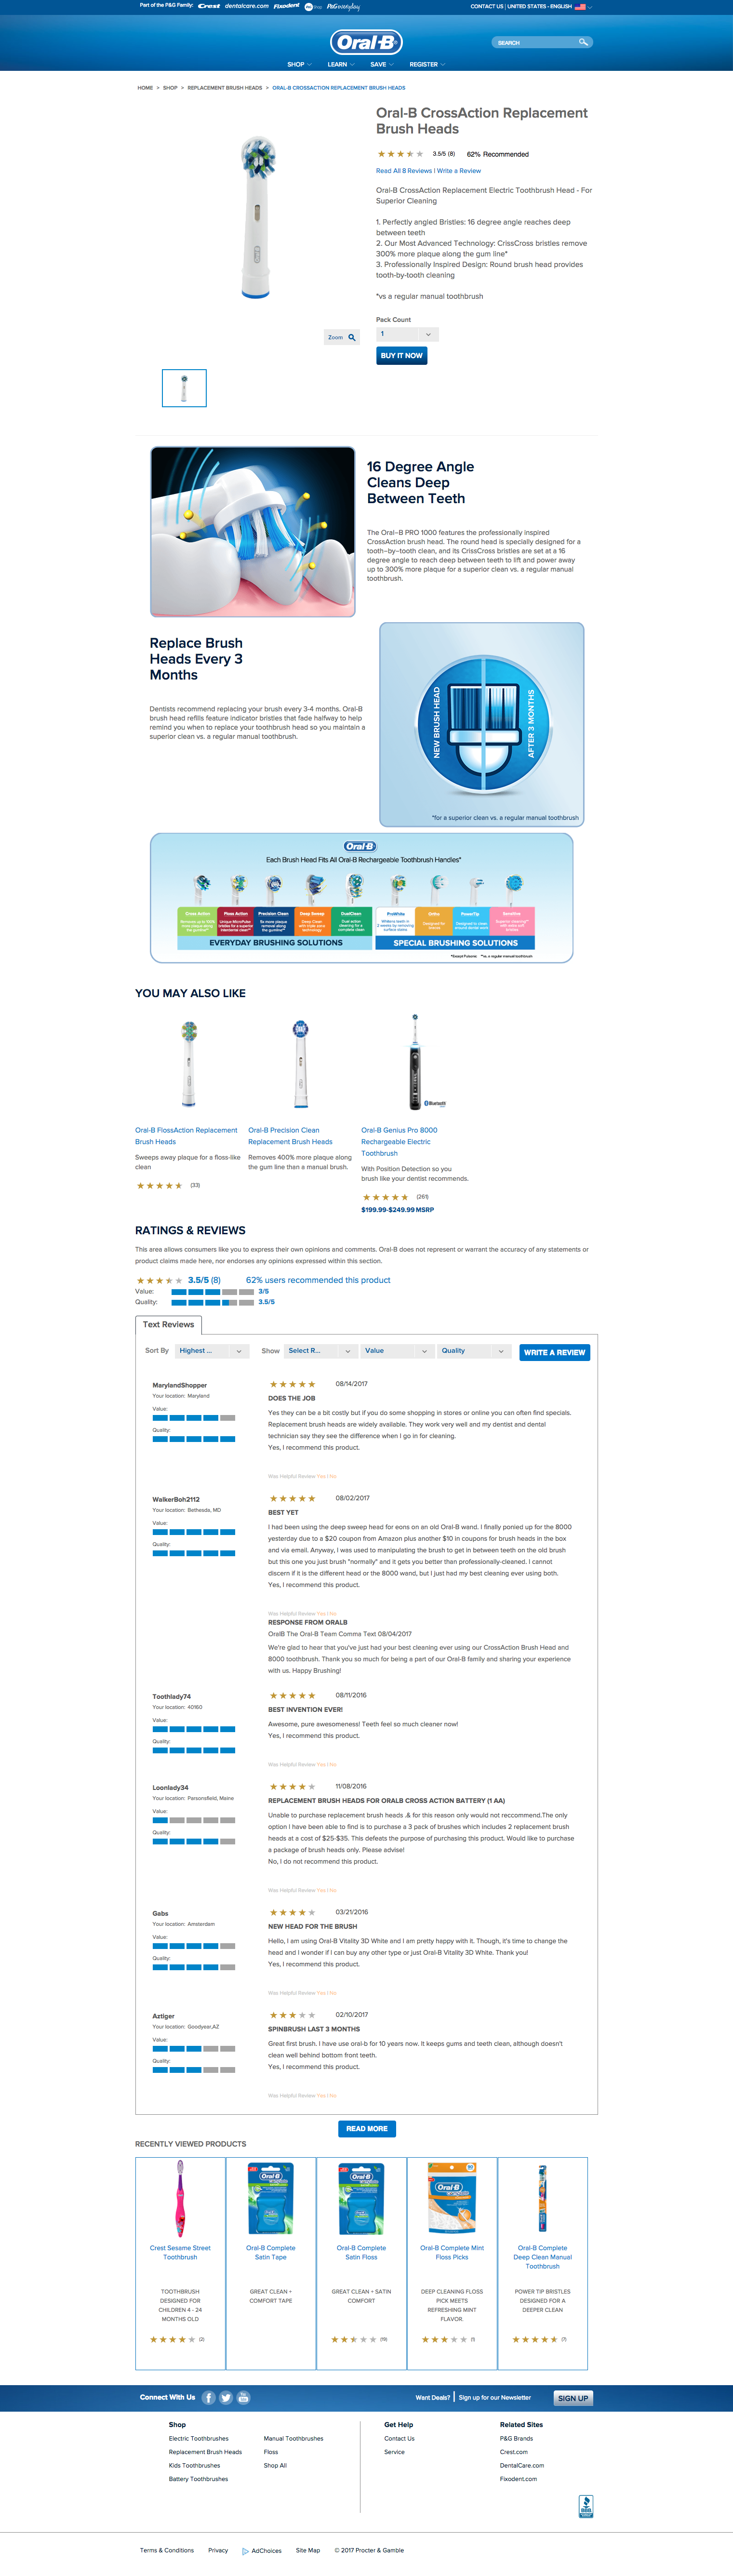 Part of the P&G Family: Crest dentalcare.com Fixodent P&G everyday
CONTACT US | UNITED STATES - ENGLISH
Oral-B
SEARCH
SHOP LEARN SAVE REGISTER
HOME > SHOP > REPLACEMENT BRUSH HEADS > ORAL-B CROSSACTION REPLACEMENT BRUSH HEADS
Oral-B CrossAction Replacement
Brush Heads
3.5/5 (8) 62% Recommended
Read All 8 Reviews | Write a Review
Oral-B CrossAction Replacement Electric Toothbrush Head - For
Superior Cleaning
1. Perfectly angled Bristles: 16 degree angle reaches deep
between teeth
2. Our Most Advanced Technology: CrissCross bristles remove
300% more plaque along the gum line*
3. Professionally Inspired Design: Round brush head provides
tooth-by-tooth cleaning
*vs a regular manual toothbrush
Zoom
Pack Count
1
BUY IT NOW
16 Degree Angle
Cleans Deep
Between Teeth
The Oral-B PRO 1000 features the professionally inspired
CrossAction brush head. The round head is specially designed for a
tooth-by-tooth clean, and its CrissCross bristles are set at a 16
degree angle to reach deep between teeth to lift and power away
up to 300% more plaque for a superior clean vs. a regular manual
toothbrush.
Replace Brush
Heads Every 3
Months
Dentists recommend replacing your brush every 3-4 months. Oral-B
brush head refills feature indicator bristles that fade halfway to help
remind you when to replace your toothbrush head so you maintain a
superior clean vs. a regular manual toothbrush.
NEW BRUSH HEAD
AFTER 3 MONTHS
*for a superior clean vs. a regular manual toothbrush
Oral-B
Each Brush Head Fits All Oral-B Rechargeable Toothbrush Handles*
Cross Action Floss Action Precision Clean Deep Sweep DualClean ProWhite Ortho PowerTip Sensitive
EVERYDAY BRUSHING SOLUTIONS SPECIAL BRUSHING SOLUTIONS
YOU MAY ALSO LIKE
Bluetooth
Oral-B FlossAction Replacement
Brush Heads
Sweeps away plaque for a floss-like
clean
(33)
Oral-B Precision Clean
Replacement Brush Heads
Removes 400% more plaque along
the gum line than a manual brush.
Oral-B Genius Pro 8000
Rechargeable Electric
Toothbrush
With Position Detection so you
brush like your dentist recommends.
(261)
$199.99-$249.99 MSRP
RATINGS & REVIEWS
This area allows consumers like you to express their own opinions and comments. Oral-B does not represent or warrant the accuracy of any statements or
product claims made here, nor endorses any opinions expressed within this section.
3.5/5 (8) 62% users recommended this product
Value: 3/5
Quality: 3.5/5
Text Reviews
Sort By Highest ... Show Select R... Value Quality WRITE A REVIEW
MarylandShopper
Your location: Maryland
Value:
Quality:
08/14/2017
DOES THE JOB
Yes they can be a bit costly but if you do some shopping in stores or online you can often find specials.
Replacement brush heads are widely available. They work very well and my dentist and dental
technician say they see the difference when I go in for cleaning.
Yes, I recommend this product.
Was Helpful Review Yes | No
WalkerBoh2112
Your location: Bethesda, MD
Value:
Quality:
08/02/2017
BEST YET
I had been using the deep sweep head for eons on an old Oral-B wand. I finally ponied up for the 8000
yesterday due to a $20 coupon from Amazon plus another $10 in coupons for brush heads in the box
and via email. Anyway, I was used to manipulating the brush to get in between teeth on the old brush
but this one you just brush "normally" and it gets you better than professionally-cleaned. I cannot
discern if it is the different head or the 8000 wand, but I just had my best cleaning ever using both.
Yes, I recommend this product.
Was Helpful Review Yes | No
RESPONSE FROM ORALB
OralB The Oral-B Team Comma Text 08/04/2017
We're glad to hear that you've just had your best cleaning ever using our CrossAction Brush Head and
8000 toothbrush. Thank you so much for being a part of our Oral-B family and sharing your experience
with us. Happy Brushing!
Toothlady74
Your location: 40160
Value:
Quality:
08/11/2016
BEST INVENTION EVER!
Awesome, pure awesomeness! Teeth feel so much cleaner now!
Yes, I recommend this product.
Was Helpful Review Yes | No
Loonlady34
Your location: Parsonsfield, Maine
Value:
Quality:
11/08/2016
REPLACEMENT BRUSH HEADS FOR ORALB CROSS ACTION BATTERY (1 AA)
Unable to purchase replacement brush heads .& for this reason only would not reccommend.The only
option I have been able to find is to purchase a 3 pack of brushes which includes 2 replacement brush
heads at a cost of $25-$35. This defeats the purpose of purchasing this product. Would like to purchase
a package of brush heads only. Please advise!
No, I do not recommend this product.
Was Helpful Review Yes | No
Gabs
Your location: Amsterdam
Value:
Quality:
03/21/2016
NEW HEAD FOR THE BRUSH
Hello, I am using Oral-B Vitality 3D White and I am pretty happy with it. Though, it's time to change the
head and I wonder if I can buy any other type or just Oral-B Vitality 3D White. Thank you!
Yes, I recommend this product.
Was Helpful Review Yes | No
Aztiger
Your location: Goodyear,AZ
Value:
Quality:
02/10/2017
SPINBRUSH LAST 3 MONTHS
Great first brush. I have use oral-b for 10 years now. It keeps gums and teeth clean, although doesn't
clean well behind bottom front teeth.
Yes, I recommend this product.
Was Helpful Review Yes | No
READ MORE
RECENTLY VIEWED PRODUCTS
Crest Sesame Street
Toothbrush
TOOTHBRUSH
DESIGNED FOR
CHILDREN 4 - 24
MONTHS OLD
(2)
Oral-B Complete
Satin Tape
GREAT CLEAN +
COMFORT TAPE
Oral-B Complete
Satin Floss
GREAT CLEAN + SATIN
COMFORT
(15)
Oral-B Complete Mint
Floss Picks
DEEP CLEANING FLOSS
PICK MEETS
REFRESHING MINT
FLAVOR.
(1)
Oral-B Complete
Deep Clean Manual
Toothbrush
POWER TIP BRISTLES
DESIGNED FOR A
DEEPER CLEAN
(7)
Connect With Us
Want Deals? Sign up for our Newsletter SIGN UP
Shop
Electric Toothbrushes
Replacement Brush Heads
Kids Toothbrushes
Battery Toothbrushes
Manual Toothbrushes
Floss
Shop All
Get Help
Contact Us
Service
Related Sites
P&G Brands
Crest.com
DentalCare.com
Fixodent.com
BBB
Terms & Conditions Privacy AdChoices Site Map © 2017 Procter & Gamble